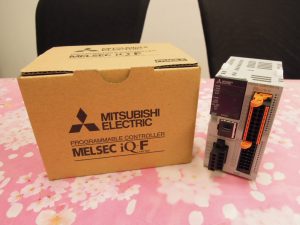 MITSUBISHI
ELECTRIC
PROGRAMMABLE CONTROLLER
MELSEC iQ-F